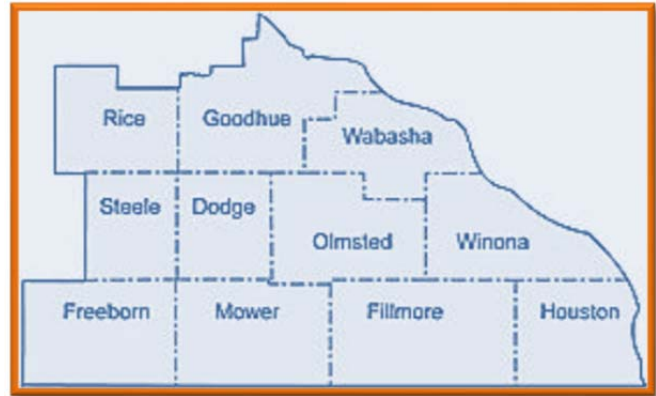 Rice
Goodhue
Wabasha
Steele
Dodge
Olmsted
Winona
Freeborn
Mower
Fillmore
Houston